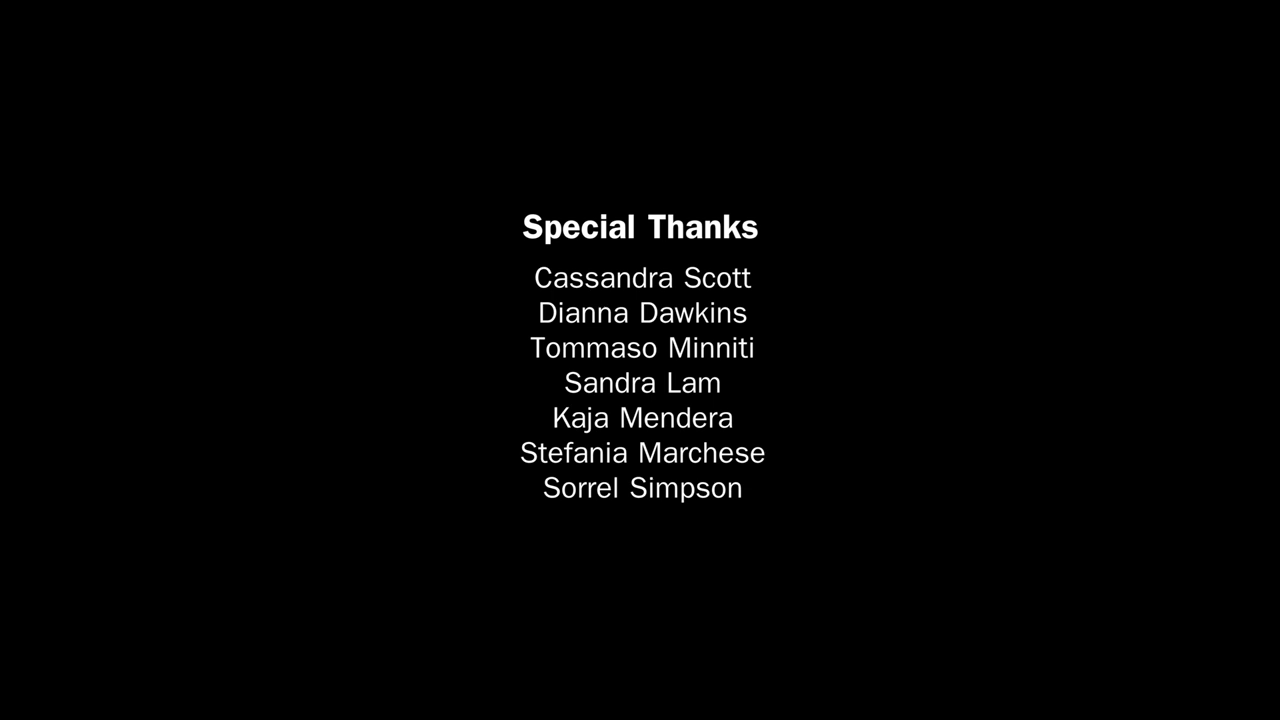 Special Thanks
Cassandra Scott
Dianna Dawkins
Tommaso Minniti
Sandra Lam
Kaja Mendera
Stefania Marchese
Sorrel Simpson